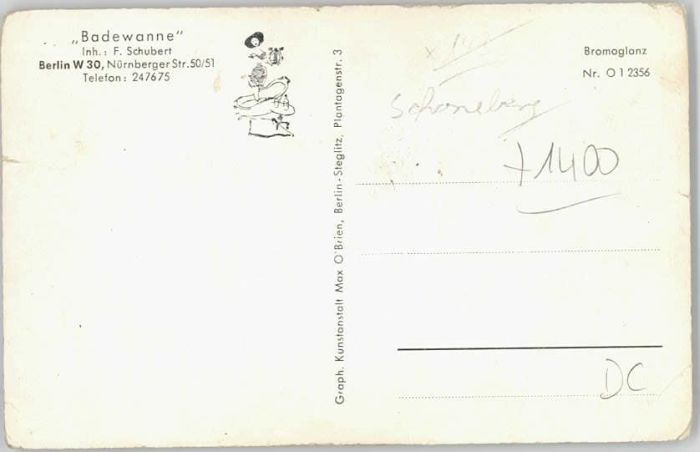 „Badewanne“
Inh.: F. Schubert
Berlin W 30, Nürnberger Str. 50/51
Telefon: 247675
Graph. Kunstanstalt Max O'Brien, Berlin-Steglitz, Plantagenstr. 3
Bromoglanz
Nr. O I 2356
Schöneberg
+1400
DC